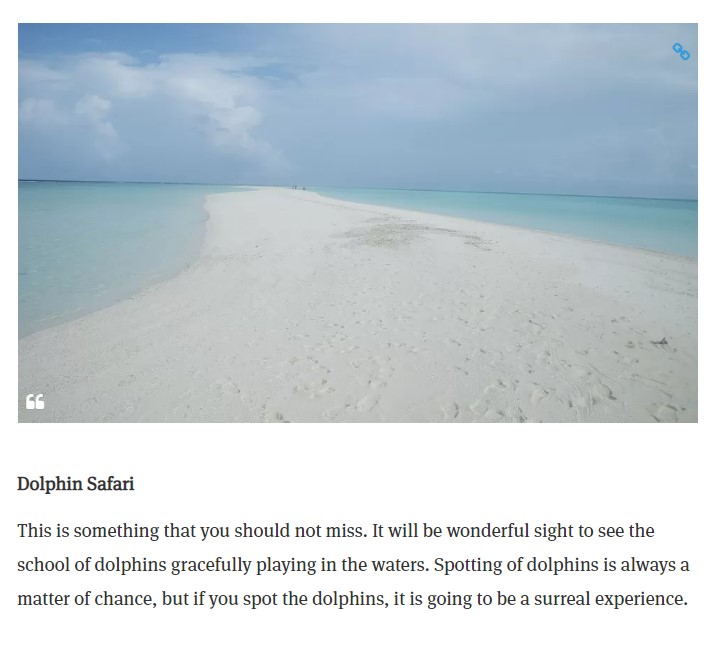 Dolphin Safari
This is something that you should not miss. It will be wonderful sight to see the
school of dolphins gracefully playing in the waters. Spotting of dolphins is always a
matter of chance, but if you spot the dolphins, it is going to be a surreal experience.